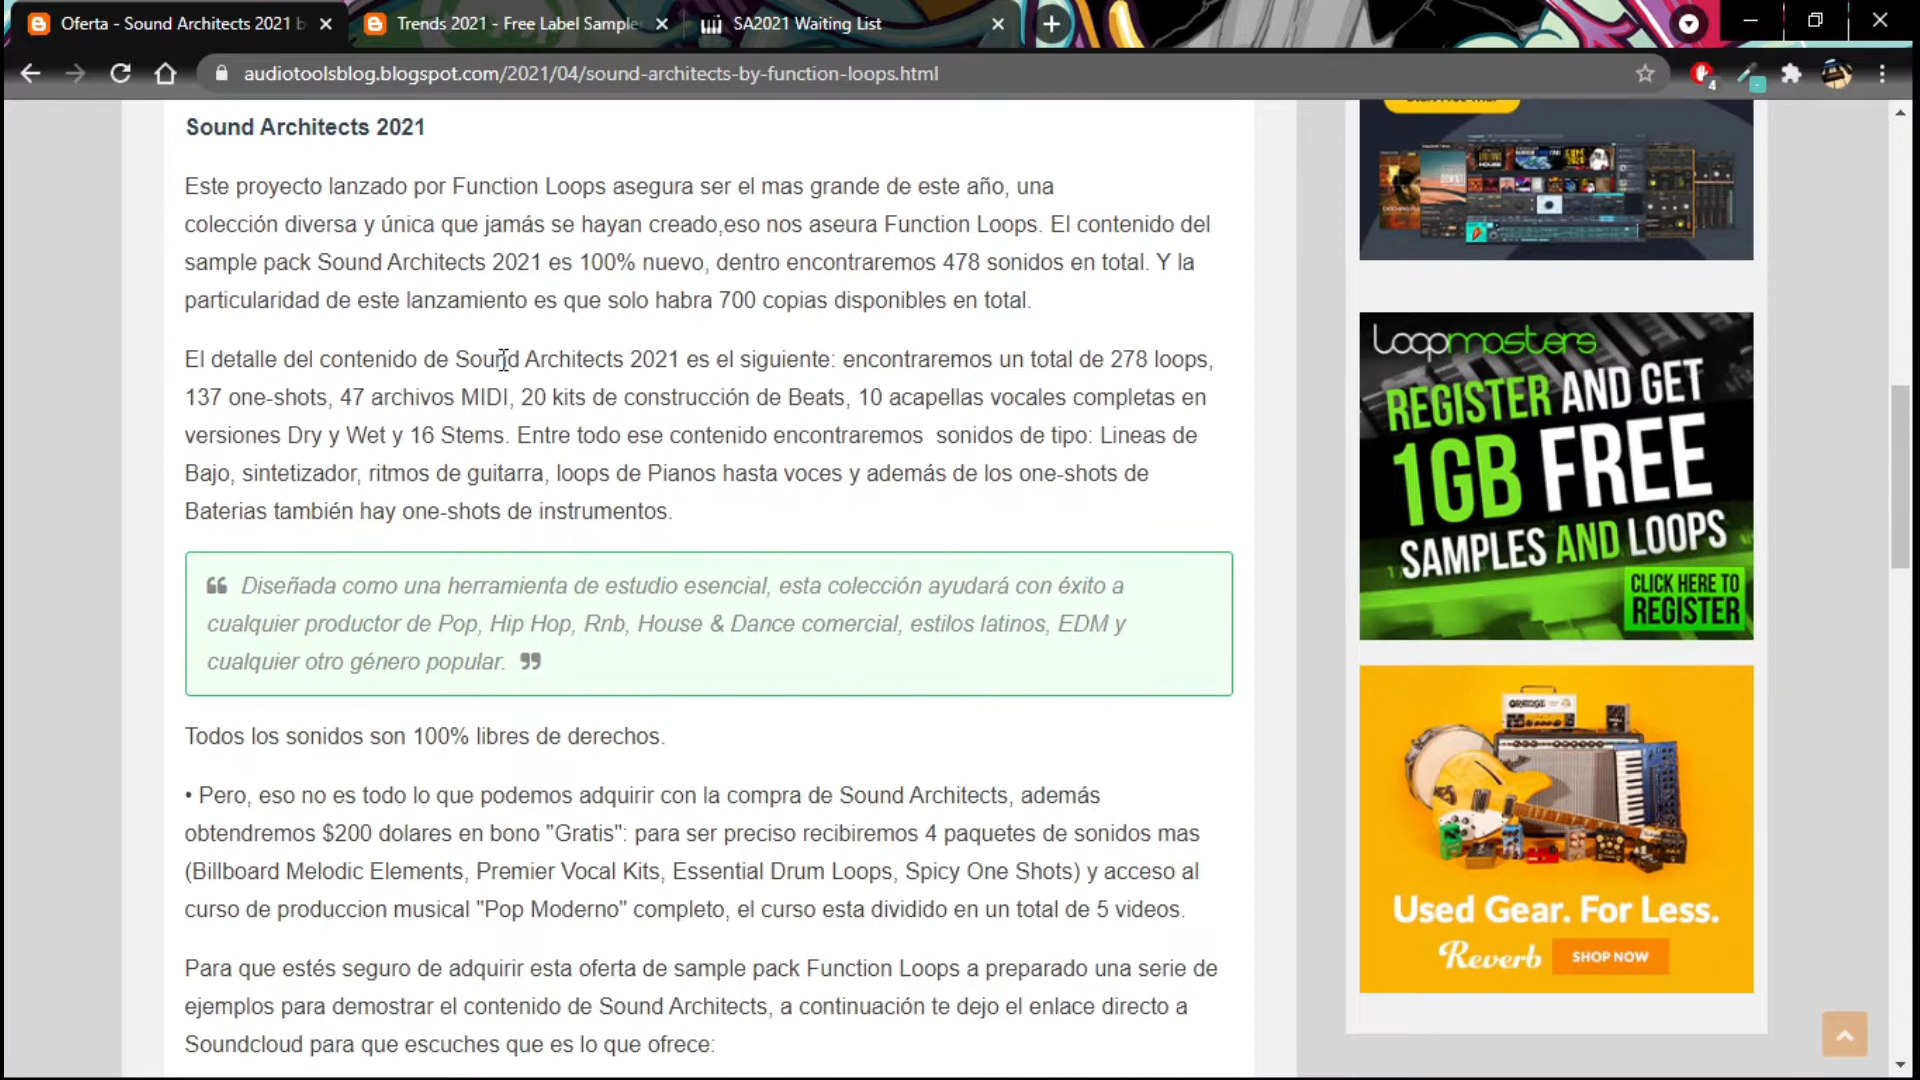 Oferta - Sound Architects 2021 b
Trends 2021 - Free Label Sample
SA2021 Waiting List
audiotoolsblog.blogspot.com/2021/04/sound-architects-by-function-loops.html
4
Sound Architects 2021
Este proyecto lanzado por Function Loops asegura ser el mas grande de este año, una
colección diversa y única que jamás se hayan creado,eso nos aseura Function Loops. El contenido del
sample pack Sound Architects 2021 es 100% nuevo, dentro encontraremos 478 sonidos en total. Y la
particularidad de este lanzamiento es que solo habra 700 copias disponibles en total.
El detalle del contenido de Sound Architects 2021 es el siguiente: encontraremos un total de 278 loops,
137 one-shots, 47 archivos MIDI, 20 kits de construcción de Beats, 10 acapellas vocales completas en
versiones Dry y Wet y 16 Stems. Entre todo ese contenido encontraremos  sonidos de tipo: Lineas de
Bajo, sintetizador, ritmos de guitarra, loops de Pianos hasta voces y además de los one-shots de
Baterias también hay one-shots de instrumentos.
❝ Diseñada como una herramienta de estudio esencial, esta colección ayudará con éxito a
cualquier productor de Pop, Hip Hop, Rnb, House & Dance comercial, estilos latinos, EDM y
cualquier otro género popular. ❞
Todos los sonidos son 100% libres de derechos.
• Pero, eso no es todo lo que podemos adquirir con la compra de Sound Architects, además
obtendremos $200 dolares en bono "Gratis": para ser preciso recibiremos 4 paquetes de sonidos mas
(Billboard Melodic Elements, Premier Vocal Kits, Essential Drum Loops, Spicy One Shots) y acceso al
curso de produccion musical "Pop Moderno" completo, el curso esta dividido en un total de 5 videos.
Para que estés seguro de adquirir esta oferta de sample pack Function Loops a preparado una serie de
ejemplos para demostrar el contenido de Sound Architects, a continuación te dejo el enlace directo a
Soundcloud para que escuches que es lo que ofrece:
Loopmasters
REGISTER AND GET
1GB FREE
SAMPLES AND LOOPS
CLICK HERE TO
REGISTER
ORANGE
Used Gear. For Less.
Reverb
SHOP NOW